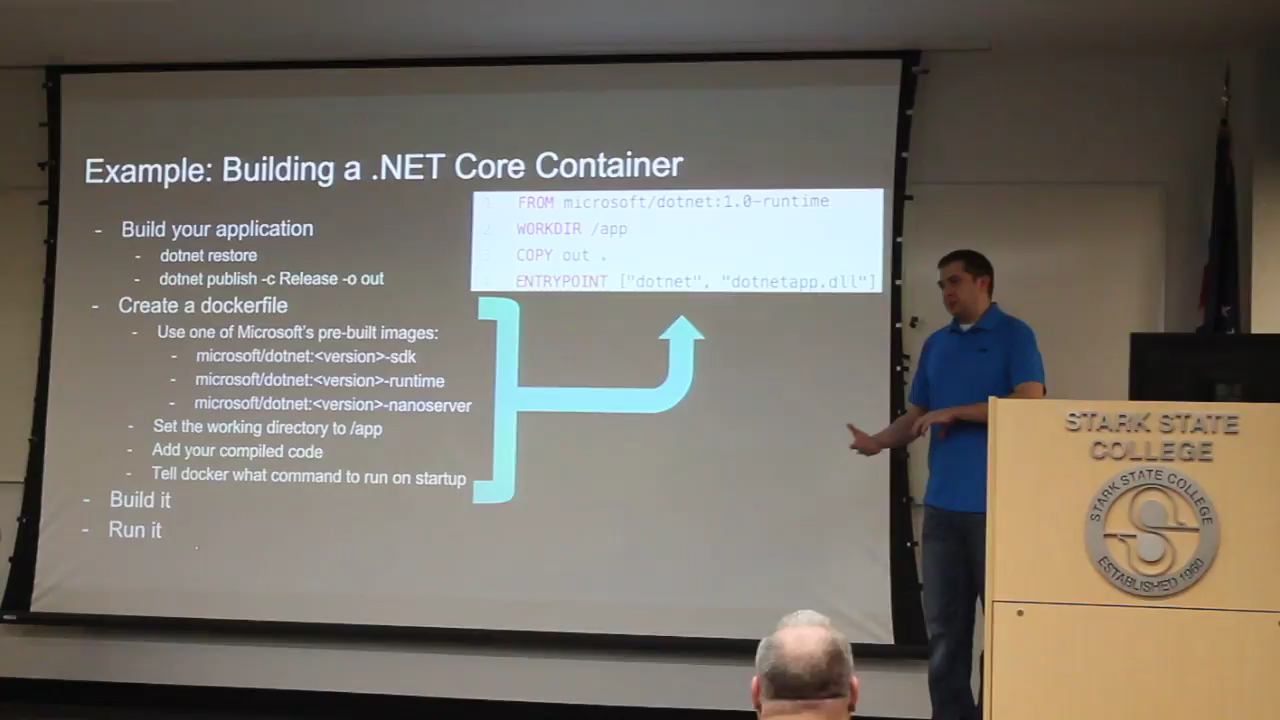 Example: Building a .NET Core Container
- Build your application
- dotnet restore
- dotnet publish -c Release -o out
- Create a dockerfile
- Use one of Microsoft's pre-built images:
- microsoft/dotnet:<version>-sdk
- microsoft/dotnet:<version>-runtime
- microsoft/dotnet:<version>-nanoserver
- Set the working directory to /app
- Add your compiled code
- Tell docker what command to run on startup
- Build it
- Run it
FROM microsoft/dotnet:1.0-runtime
WORKDIR /app
COPY out .
ENTRYPOINT ["dotnet", "dotnetapp.dll"]
STARK STATE
COLLEGE
STARK STATE COLLEGE
ESTABLISHED 1960